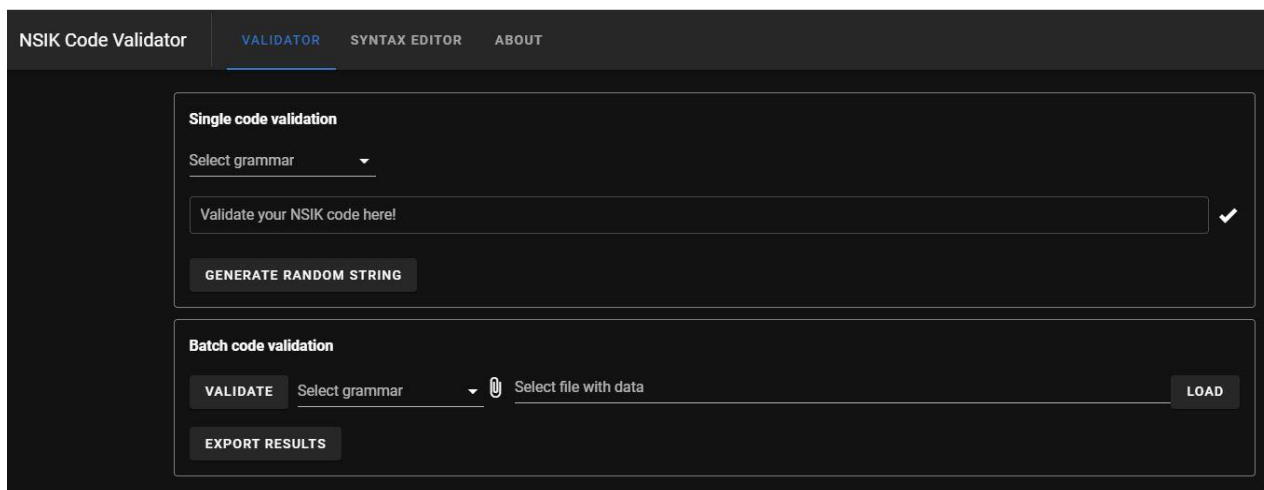 NSIK Code Validator VALIDATOR SYNTAX EDITOR ABOUT
Single code validation
Select grammar
Validate your NSIK code here!
GENERATE RANDOM STRING
Batch code validation
VALIDATE Select grammar Select file with data LOAD
EXPORT RESULTS